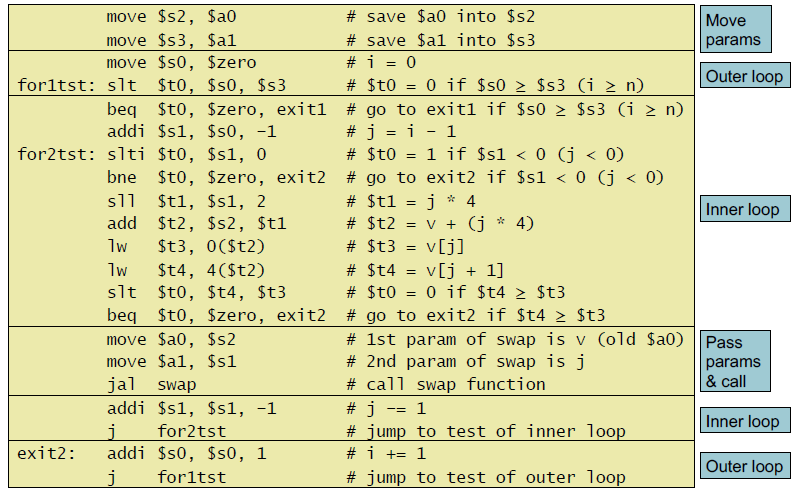 move $s2, $a0 # save $a0 into $s2
move $s3, $a1 # save $a1 into $s3
Move
params
move $s0, $zero # i = 0
for1tst: slt $t0, $s0, $s3 # $t0 = 0 if $s0 ≥ $s3 (i ≥ n)
Outer loop
beq $t0, $zero, exit1 # go to exit1 if $s0 ≥ $s3 (i ≥ n)
addi $s1, $s0, –1 # j = i – 1
for2tst: slti $t0, $s1, 0 # $t0 = 1 if $s1 < 0 (j < 0)
bne $t0, $zero, exit2 # go to exit2 if $s1 < 0 (j < 0)
sll $t1, $s1, 2 # $t1 = j * 4
add $t2, $s2, $t1 # $t2 = v + (j * 4)
lw $t3, 0($t2) # $t3 = v[j]
lw $t4, 4($t2) # $t4 = v[j + 1]
slt $t0, $t4, $t3 # $t0 = 0 if $t4 ≥ $t3
beq $t0, $zero, exit2 # go to exit2 if $t4 ≥ $t3
Inner loop
move $a0, $s2 # 1st param of swap is v (old $a0)
move $a1, $s1 # 2nd param of swap is j
jal swap # call swap function
Pass
params
& call
addi $s1, $s1, –1 # j –= 1
j for2tst # jump to test of inner loop
Inner loop
exit2: addi $s0, $s0, 1 # i += 1
j for1tst # jump to test of outer loop
Outer loop